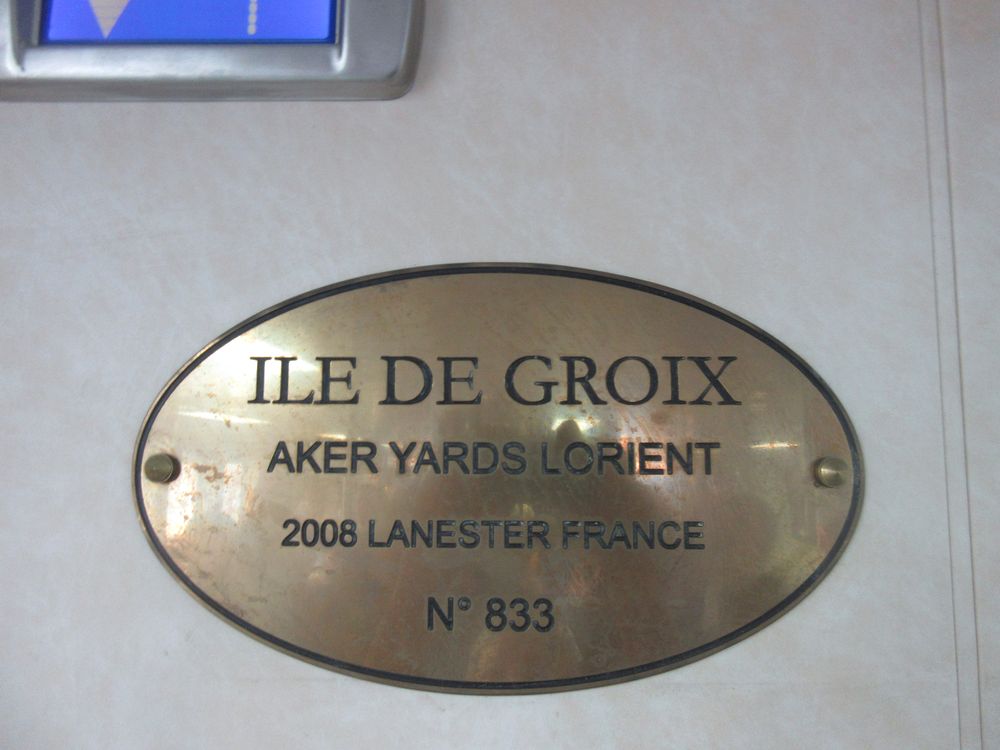 ILE DE GROIX
AKER YARDS LORIENT
2008 LANESTER FRANCE
N° 833